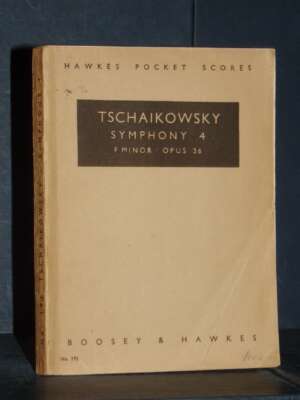 HAWKES POCKET SCORES
TSCHAIKOWSKY
SYMPHONY 4
F MINOR · OPUS 36
BOOSEY & HAWKES